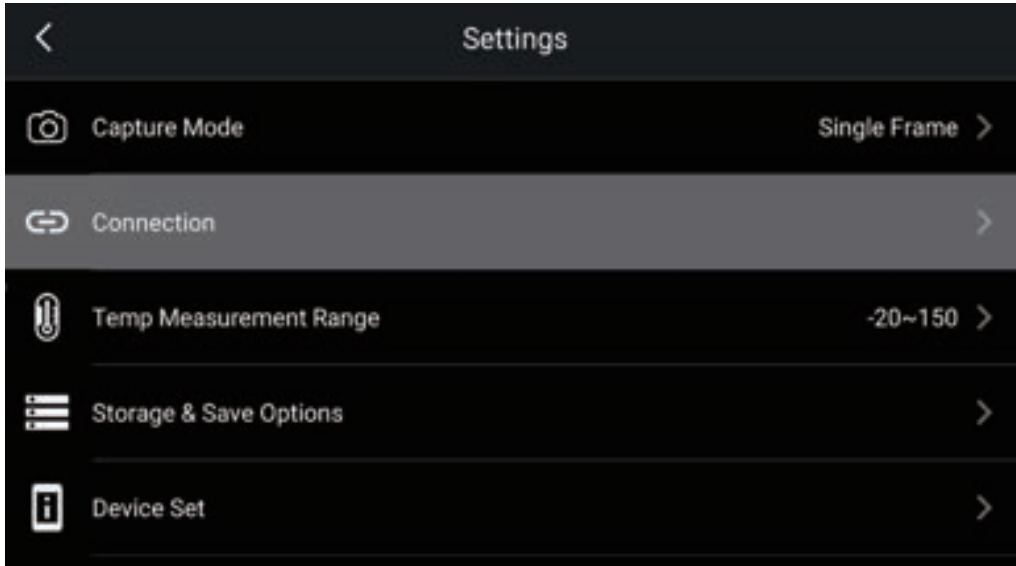 Settings
Capture Mode Single Frame
Connection
Temp Measurement Range -20~150
Storage & Save Options
Device Set